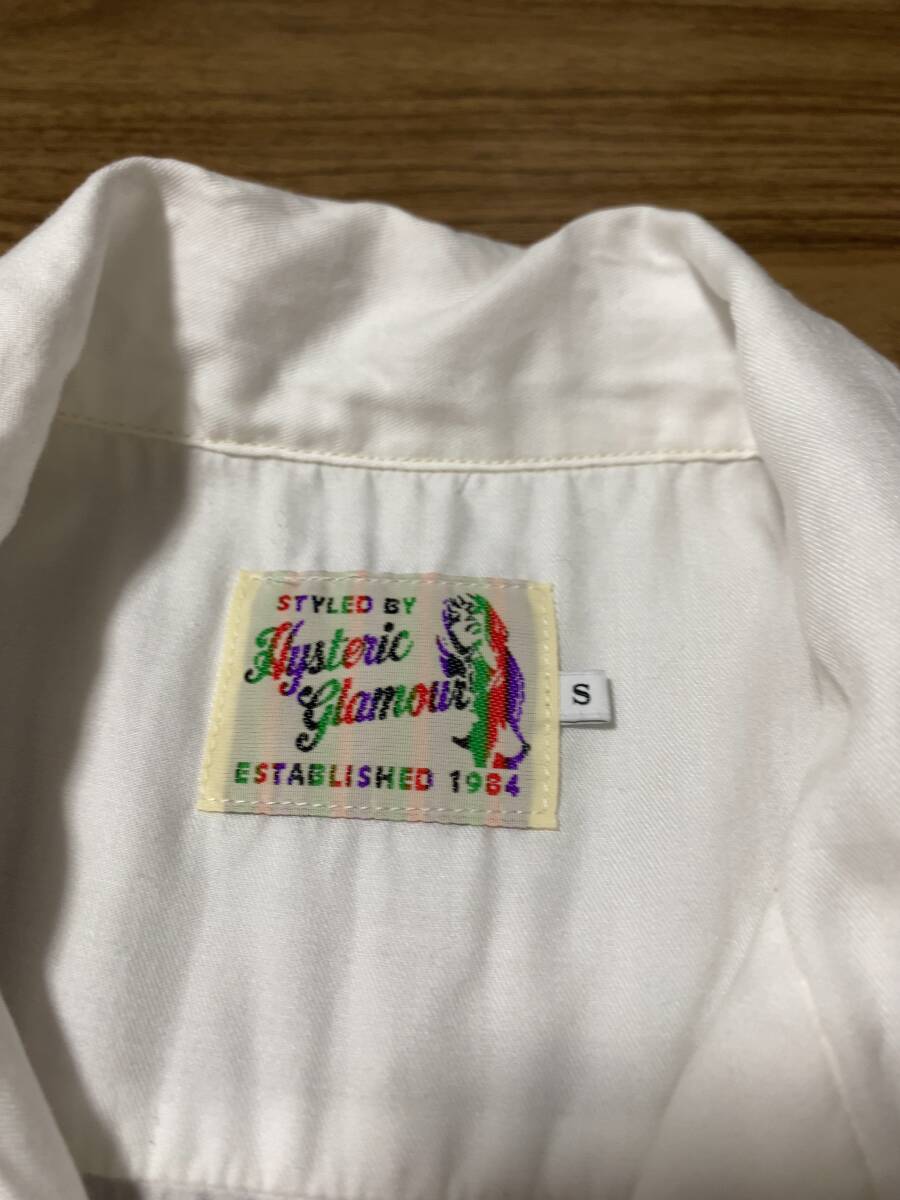 STYLED BY
Hysteric
Glamour
ESTABLISHED 1984
S